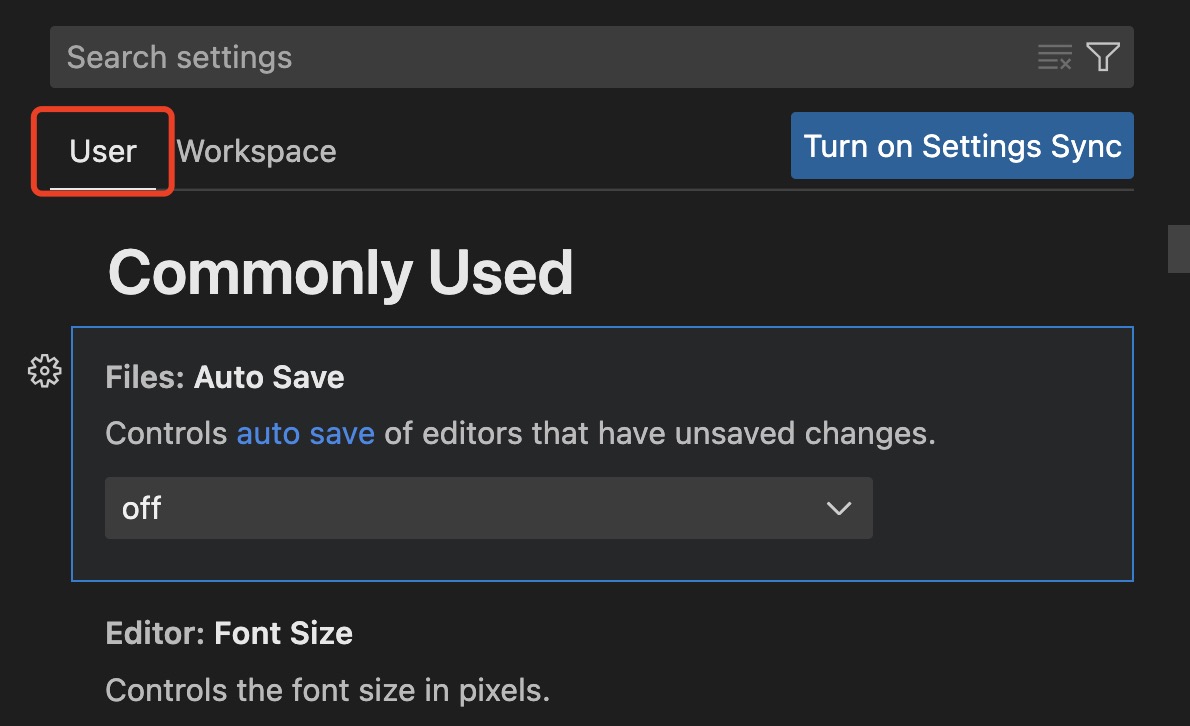 Search settings
User Workspace Turn on Settings Sync
Commonly Used
Files: Auto Save
Controls auto save of editors that have unsaved changes.
off
Editor: Font Size
Controls the font size in pixels.